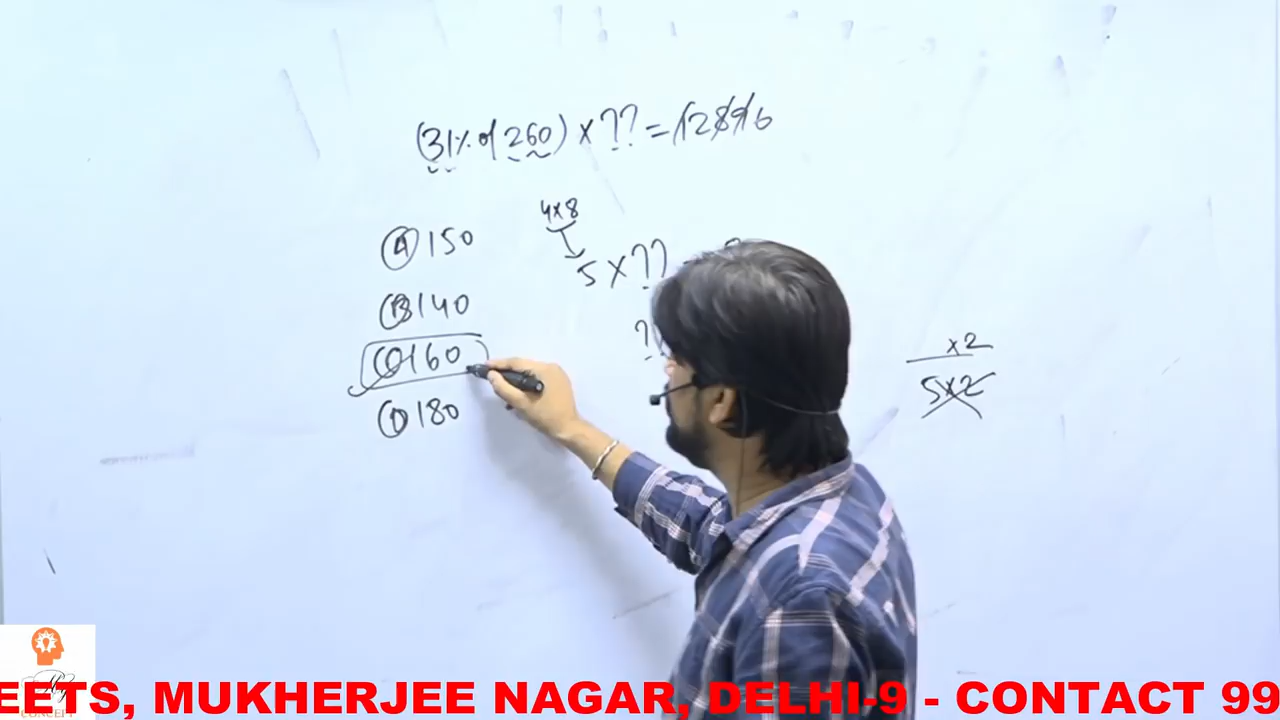 (31% of 260) × ?? = 12896
4×8
(A) 150
5 × ??
(B) 140
?
×2
(C) 160
5×2
(D) 180
CONCEPT
EETS, MUKHERJEE NAGAR, DELHI-9 - CONTACT 99